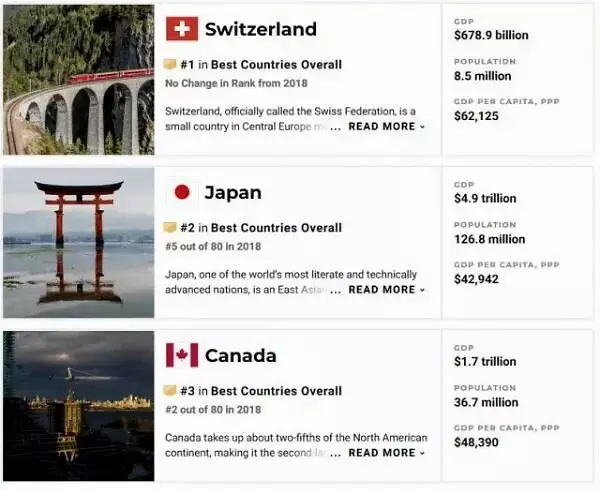 Switzerland
#1 in Best Countries Overall
No Change in Rank from 2018
Switzerland, officially called the Swiss Federation, is a
small country in Central Europe ... READ MORE
GDP
$678.9 billion
POPULATION
8.5 million
GDP PER CAPITA, PPP
$62,125
Japan
#2 in Best Countries Overall
#5 out of 80 in 2018
Japan, one of the world's most literate and technically
advanced nations, is an East Asian ... READ MORE
GDP
$4.9 trillion
POPULATION
126.8 million
GDP PER CAPITA, PPP
$42,942
Canada
#3 in Best Countries Overall
#2 out of 80 in 2018
Canada takes up about two-fifths of the North American
continent, making it the second-la ... READ MORE
GDP
$1.7 trillion
POPULATION
36.7 million
GDP PER CAPITA, PPP
$48,390